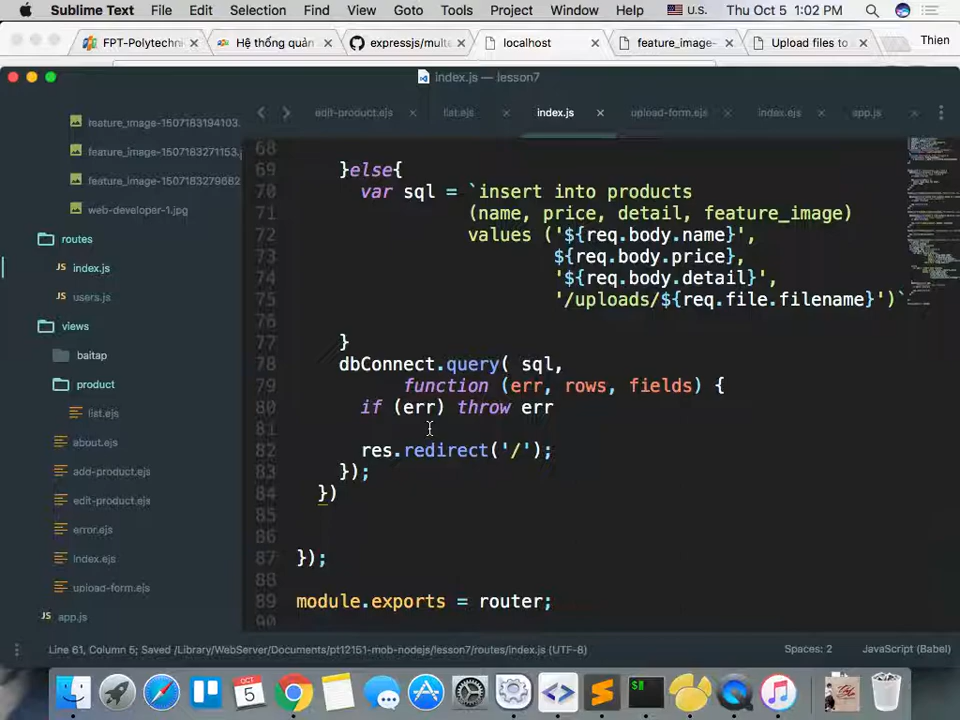 Sublime Text File Edit Selection Find View Goto Tools Project Window Help U.S. Thu Oct 5 1:02 PM
FPT-Polytechni Hệ thống quản expressjs/multe localhost feature_image- Upload files to Thien
index.js — lesson7
edit-product.ejs list.ejs index.js upload-form.ejs index.ejs app.js
feature_image-1507183194103.
feature_image-1507183271153.j
feature_image-1507183279682
web-developer-1.jpg
routes
JS index.js
JS users.js
views
baitap
product
list.ejs
about.ejs
add-product.ejs
edit-product.ejs
error.ejs
index.ejs
upload-form.ejs
JS app.js
68
69 }else{
70 var sql = `insert into products
71 (name, price, detail, feature_image)
72 values ('${req.body.name}',
73 ${req.body.price},
74 '${req.body.detail}',
75 '/uploads/${req.file.filename}')`
76
77 }
78 dbConnect.query( sql,
79 function (err, rows, fields) {
80 if (err) throw err
81
82 res.redirect('/');
83 });
84 })
85
86
87 });
88
89 module.exports = router;
90
Line 61, Column 5; Saved /Library/WebServer/Documents/pt12151-mob-nodejs/lesson7/routes/index.js (UTF-8) Spaces: 2 JavaScript (Babel)
OCT
5